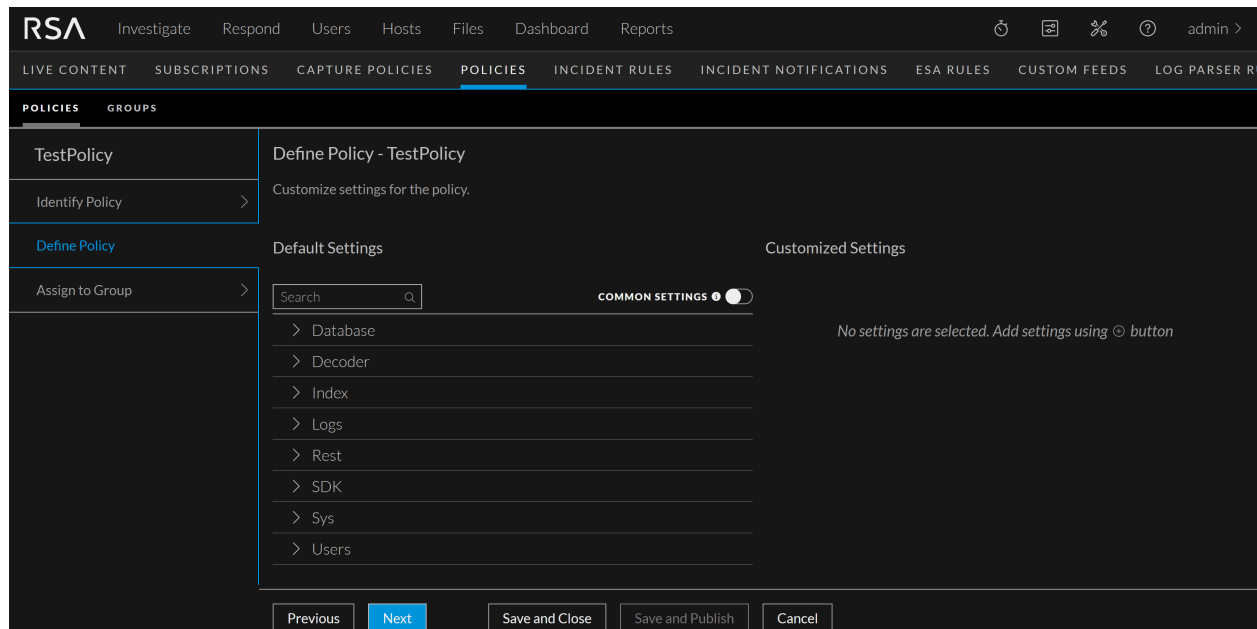 RSA Investigate Respond Users Hosts Files Dashboard Reports admin >
LIVE CONTENT SUBSCRIPTIONS CAPTURE POLICIES POLICIES INCIDENT RULES INCIDENT NOTIFICATIONS ESA RULES CUSTOM FEEDS LOG PARSER R
POLICIES GROUPS
TestPolicy
Identify Policy
Define Policy
Assign to Group
Define Policy - TestPolicy
Customize settings for the policy.
Default Settings
Search COMMON SETTINGS
Database
Decoder
Index
Logs
Rest
SDK
Sys
Users
Customized Settings
No settings are selected. Add settings using ⊕ button
Previous Next Save and Close Save and Publish Cancel